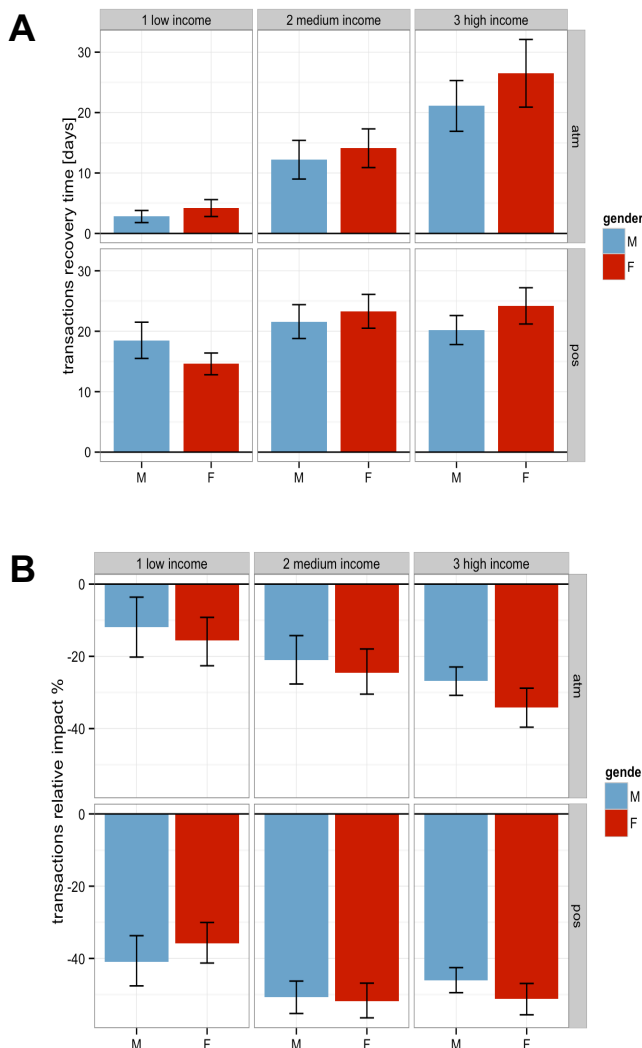 A
1 low income
2 medium income
3 high income
transactions recovery time [days]
30
20
10
0
atm
30
20
10
0
pos
M
F
M
F
M
F
gender
M
F
B
1 low income
2 medium income
3 high income
transactions relative impact %
0
-20
-40
atm
0
-20
-40
pos
M
F
M
F
M
F
gender
M
F